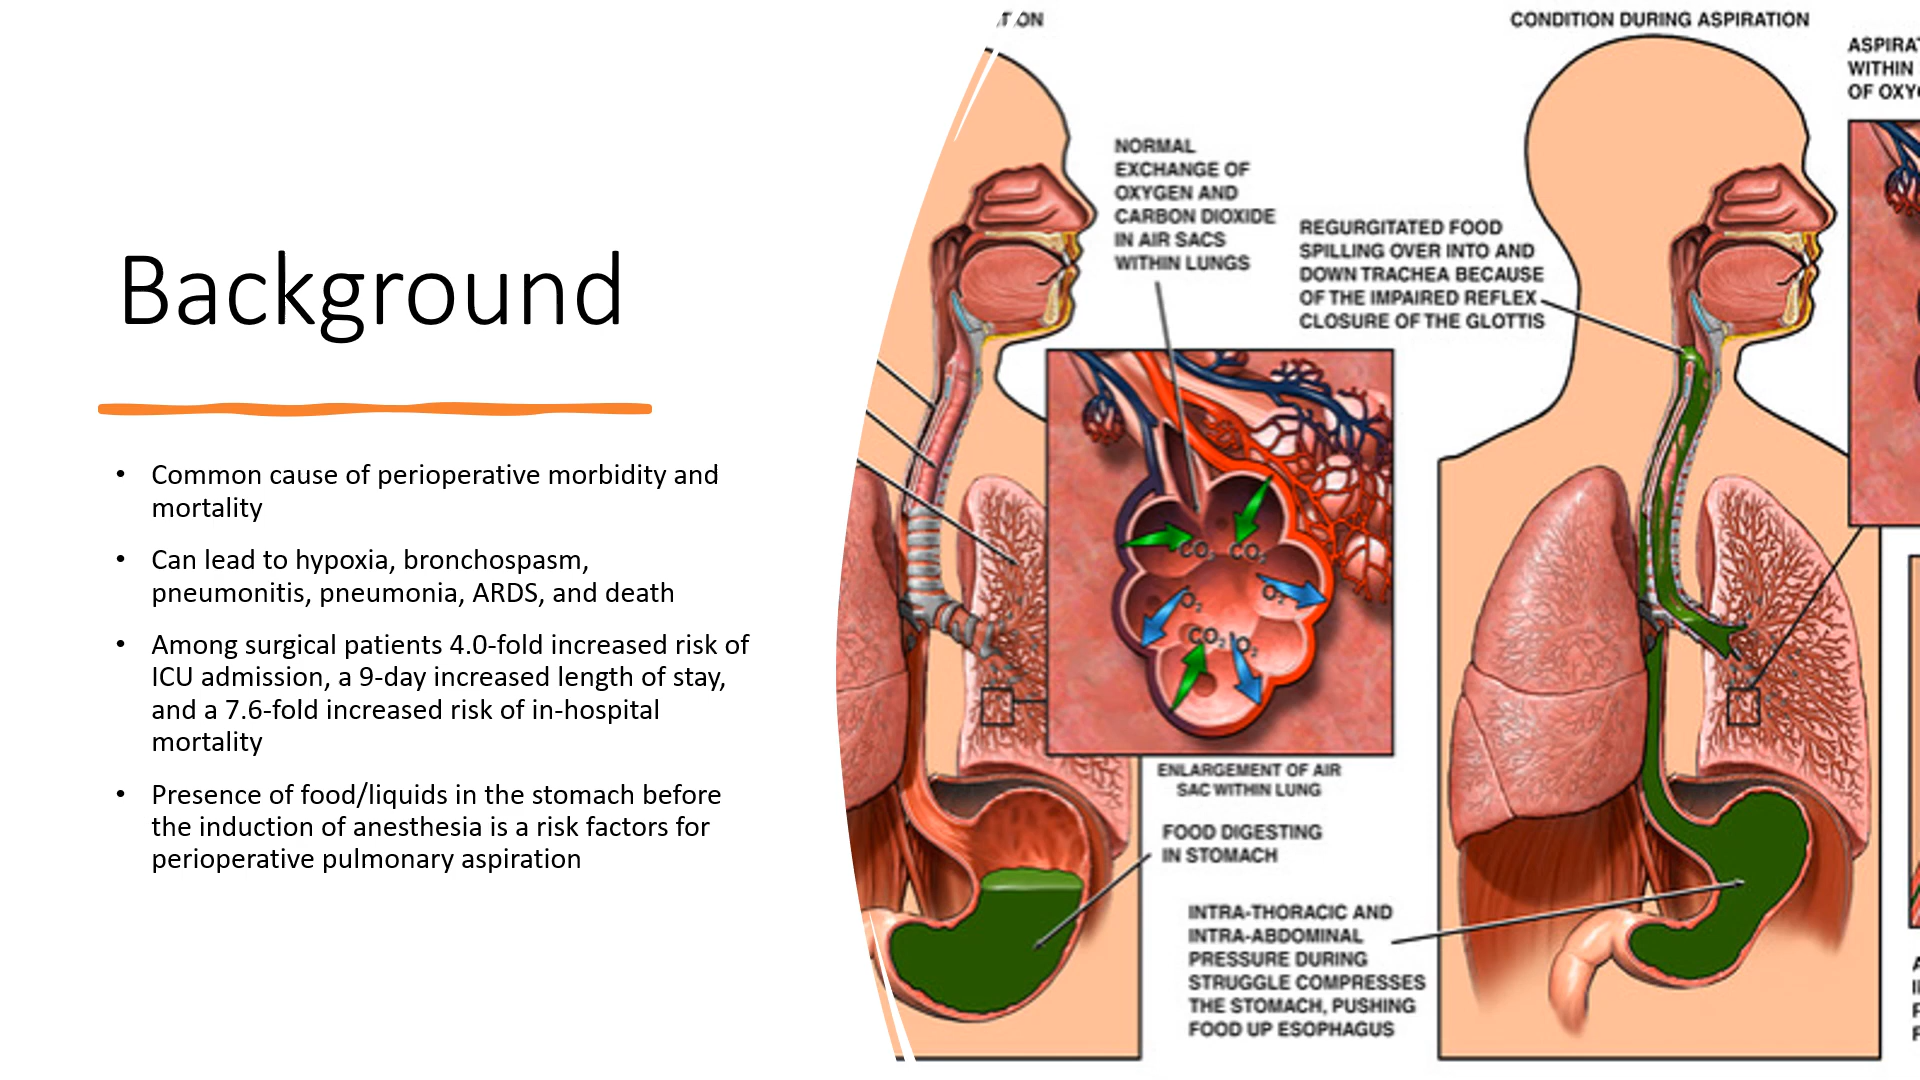 Background
• Common cause of perioperative morbidity and
mortality
• Can lead to hypoxia, bronchospasm,
pneumonitis, pneumonia, ARDS, and death
• Among surgical patients 4.0-fold increased risk of
ICU admission, a 9-day increased length of stay,
and a 7.6-fold increased risk of in-hospital
mortality
• Presence of food/liquids in the stomach before
the induction of anesthesia is a risk factors for
perioperative pulmonary aspiration
NORMAL
EXCHANGE OF
OXYGEN AND
CARBON DIOXIDE
IN AIR SACS
WITHIN LUNGS
CO2
CO2
O2
O2
CO2
O2
ENLARGEMENT OF AIR
SAC WITHIN LUNG
FOOD DIGESTING
IN STOMACH
CONDITION DURING ASPIRATION
REGURGITATED FOOD
SPILLING OVER INTO AND
DOWN TRACHEA BECAUSE
OF THE IMPAIRED REFLEX
CLOSURE OF THE GLOTTIS
INTRA-THORACIC AND
INTRA-ABDOMINAL
PRESSURE DURING
STRUGGLE COMPRESSES
THE STOMACH, PUSHING
FOOD UP ESOPHAGUS
WITHIN
OF